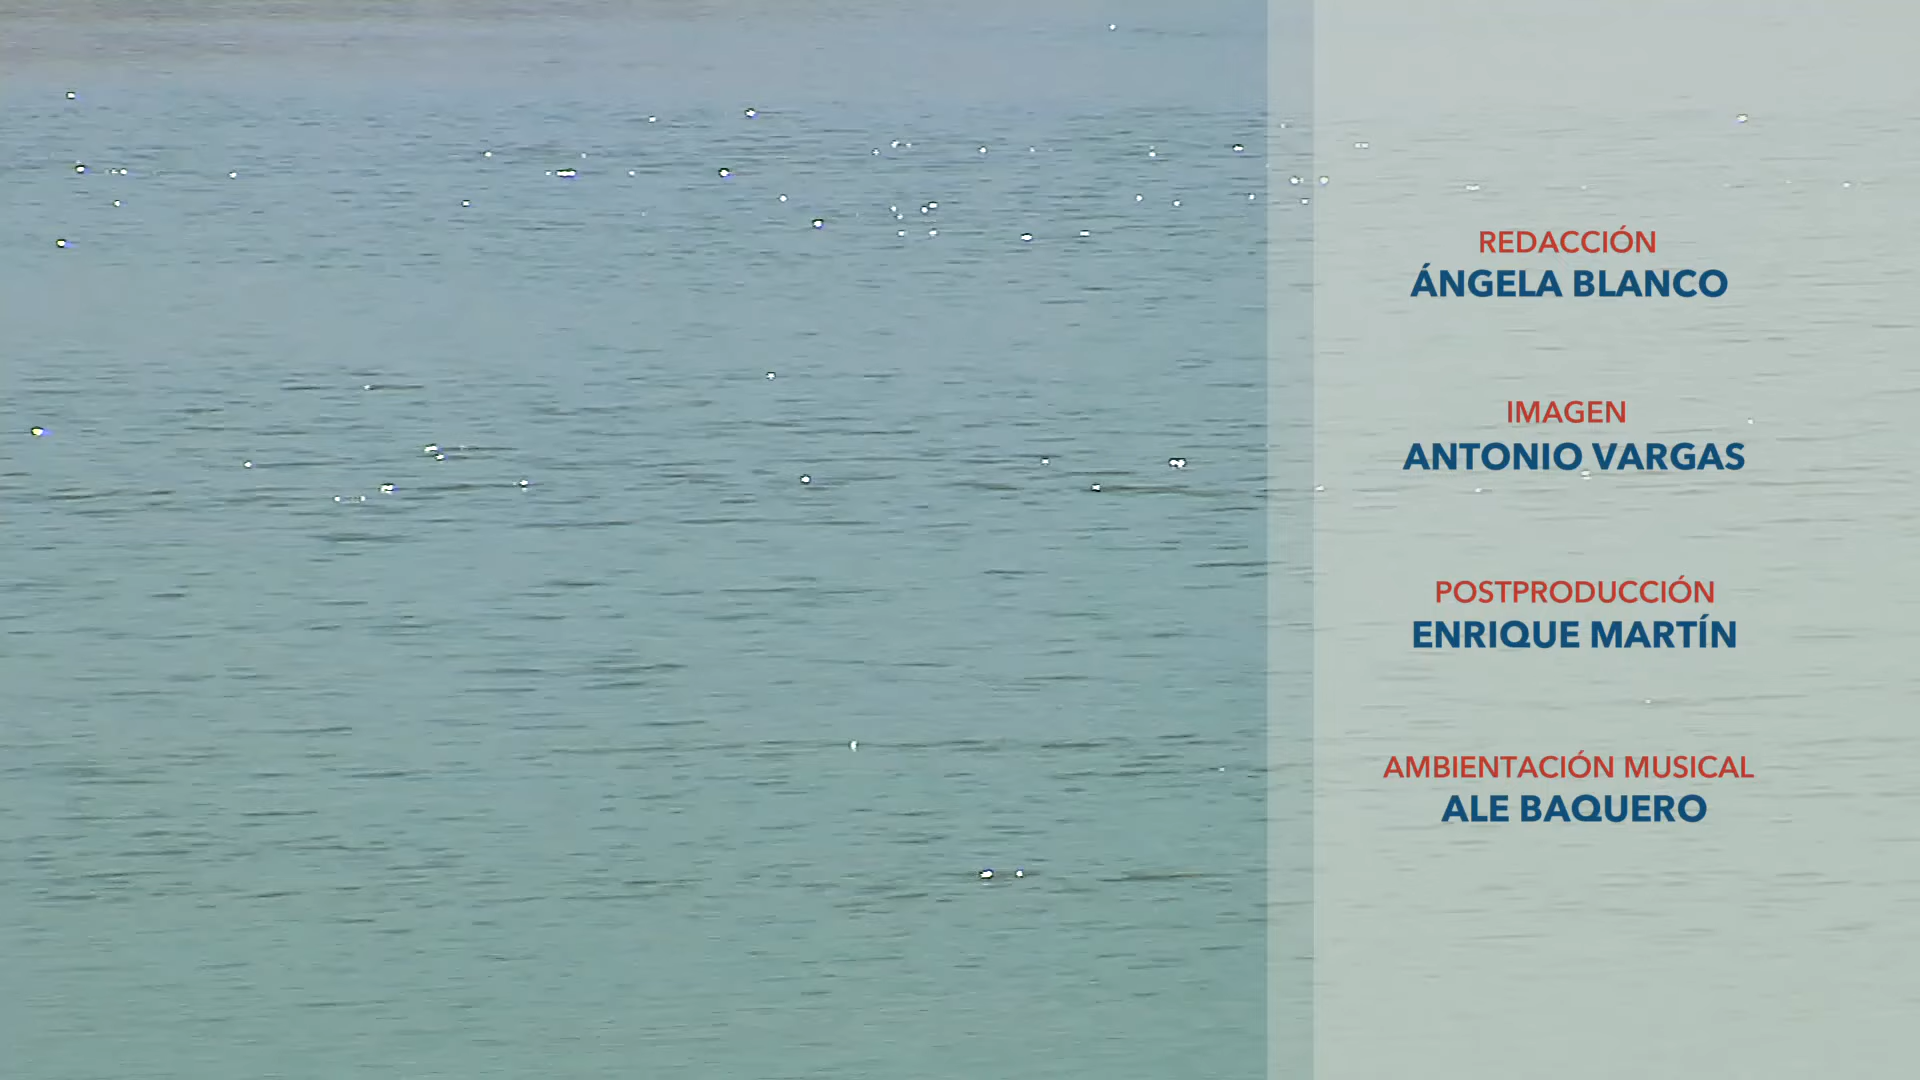 REDACCIÓN
ÁNGELA BLANCO
IMAGEN
ANTONIO VARGAS
POSTPRODUCCIÓN
ENRIQUE MARTÍN
AMBIENTACIÓN MUSICAL
ALE BAQUERO